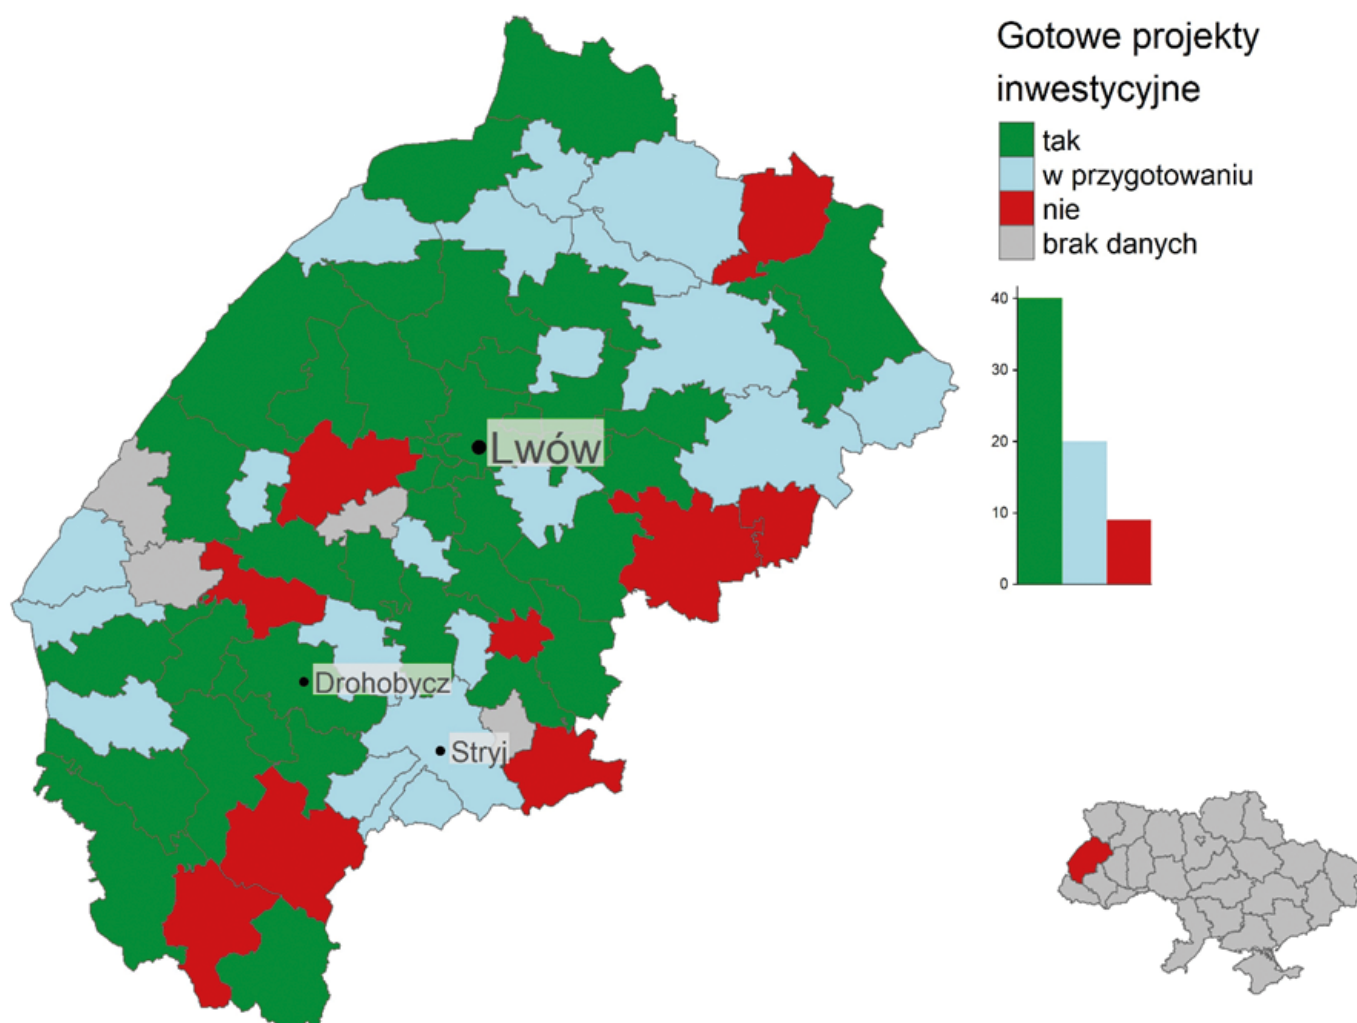 Gotowe projekty
inwestycyjne
tak
w przygotowaniu
nie
brak danych
40
30
20
10
0
Lwów
Drohobycz
Stryj